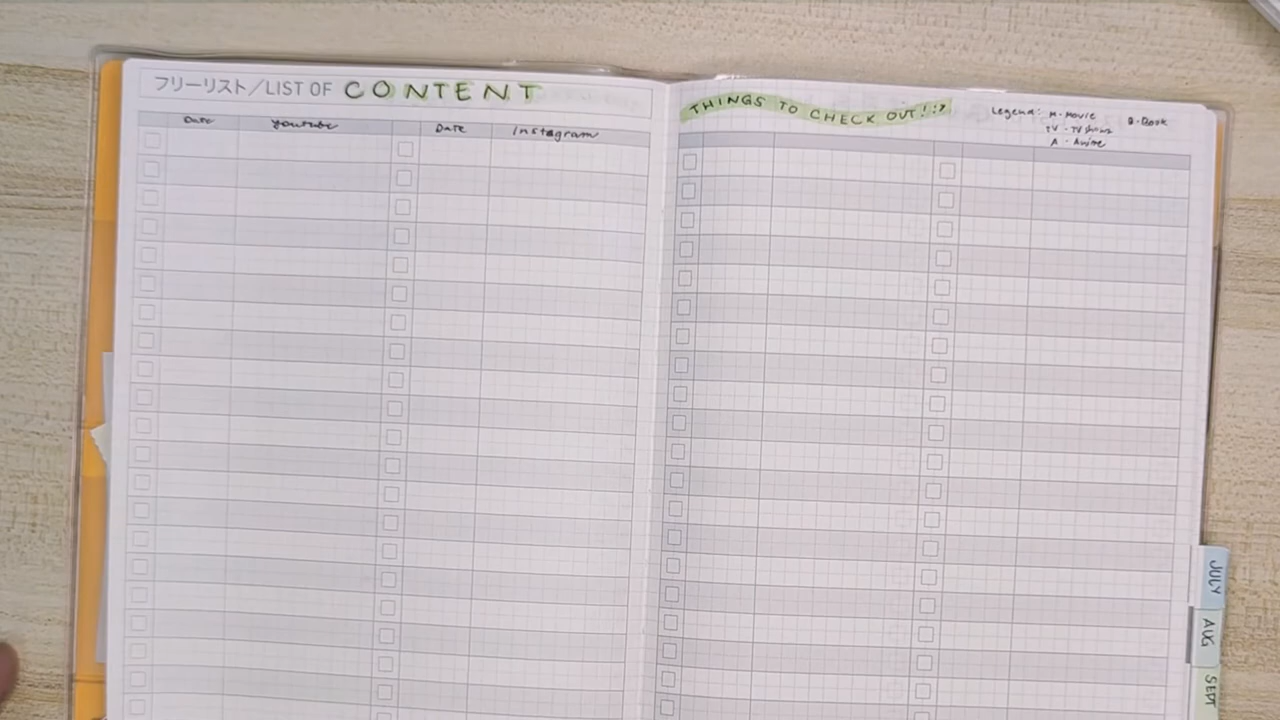 フリーリスト／LIST OF CONTENT
Date Youtube Date Instagram
THINGS TO CHECK OUT! :)
Legend: M - Movie B - Book
TV - TV Shows
A - Anime
JULY
AUG
SEPT